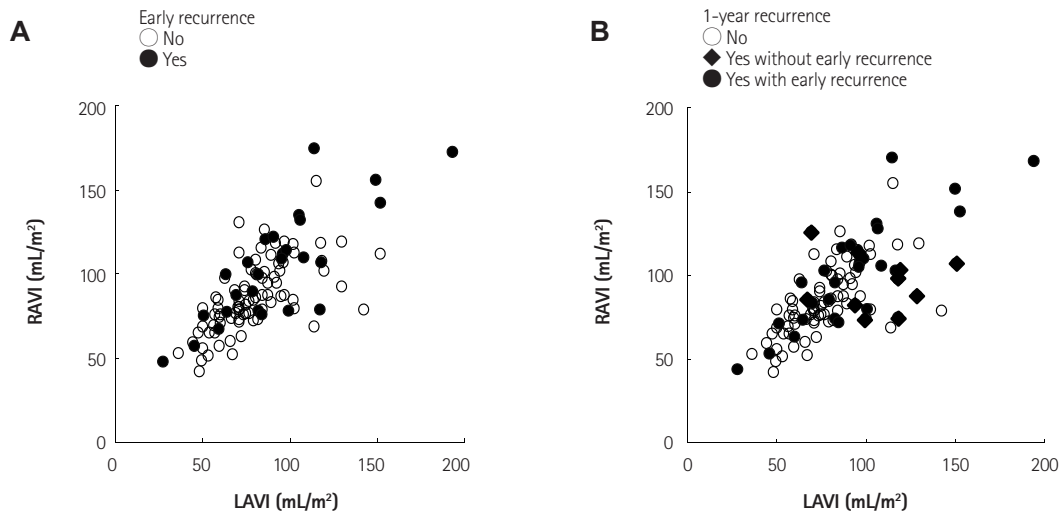 A
Early recurrence
No
Yes
200
150
100
50
0
0 50 100 150 200
RAVI (mL/m²)
LAVI (mL/m²)
B
1-year recurrence
No
Yes without early recurrence
Yes with early recurrence
200
150
100
50
0
0 50 100 150 200
RAVI (mL/m²)
LAVI (mL/m²)